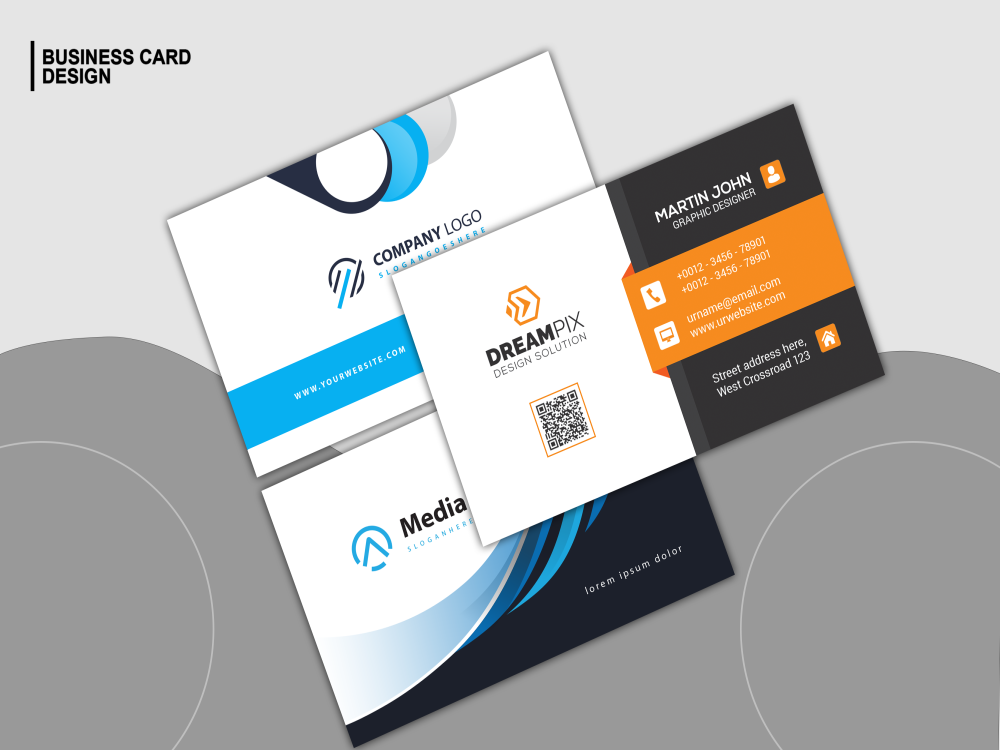 BUSINESS CARD
DESIGN
COMPANY LOGO
SLOGANGOESHERE
WWW.YOURWEBSITE.COM
DREAMPIX
DESIGN SOLUTION
MARTIN JOHN
GRAPHIC DESIGNER
+0012 - 3456 - 78901
+0012 - 3456 - 78901
urname@email.com
www.urwebsite.com
Street address here,
West Crossroad 123
Media
SLOGANHERE
lorem ipsum dolor